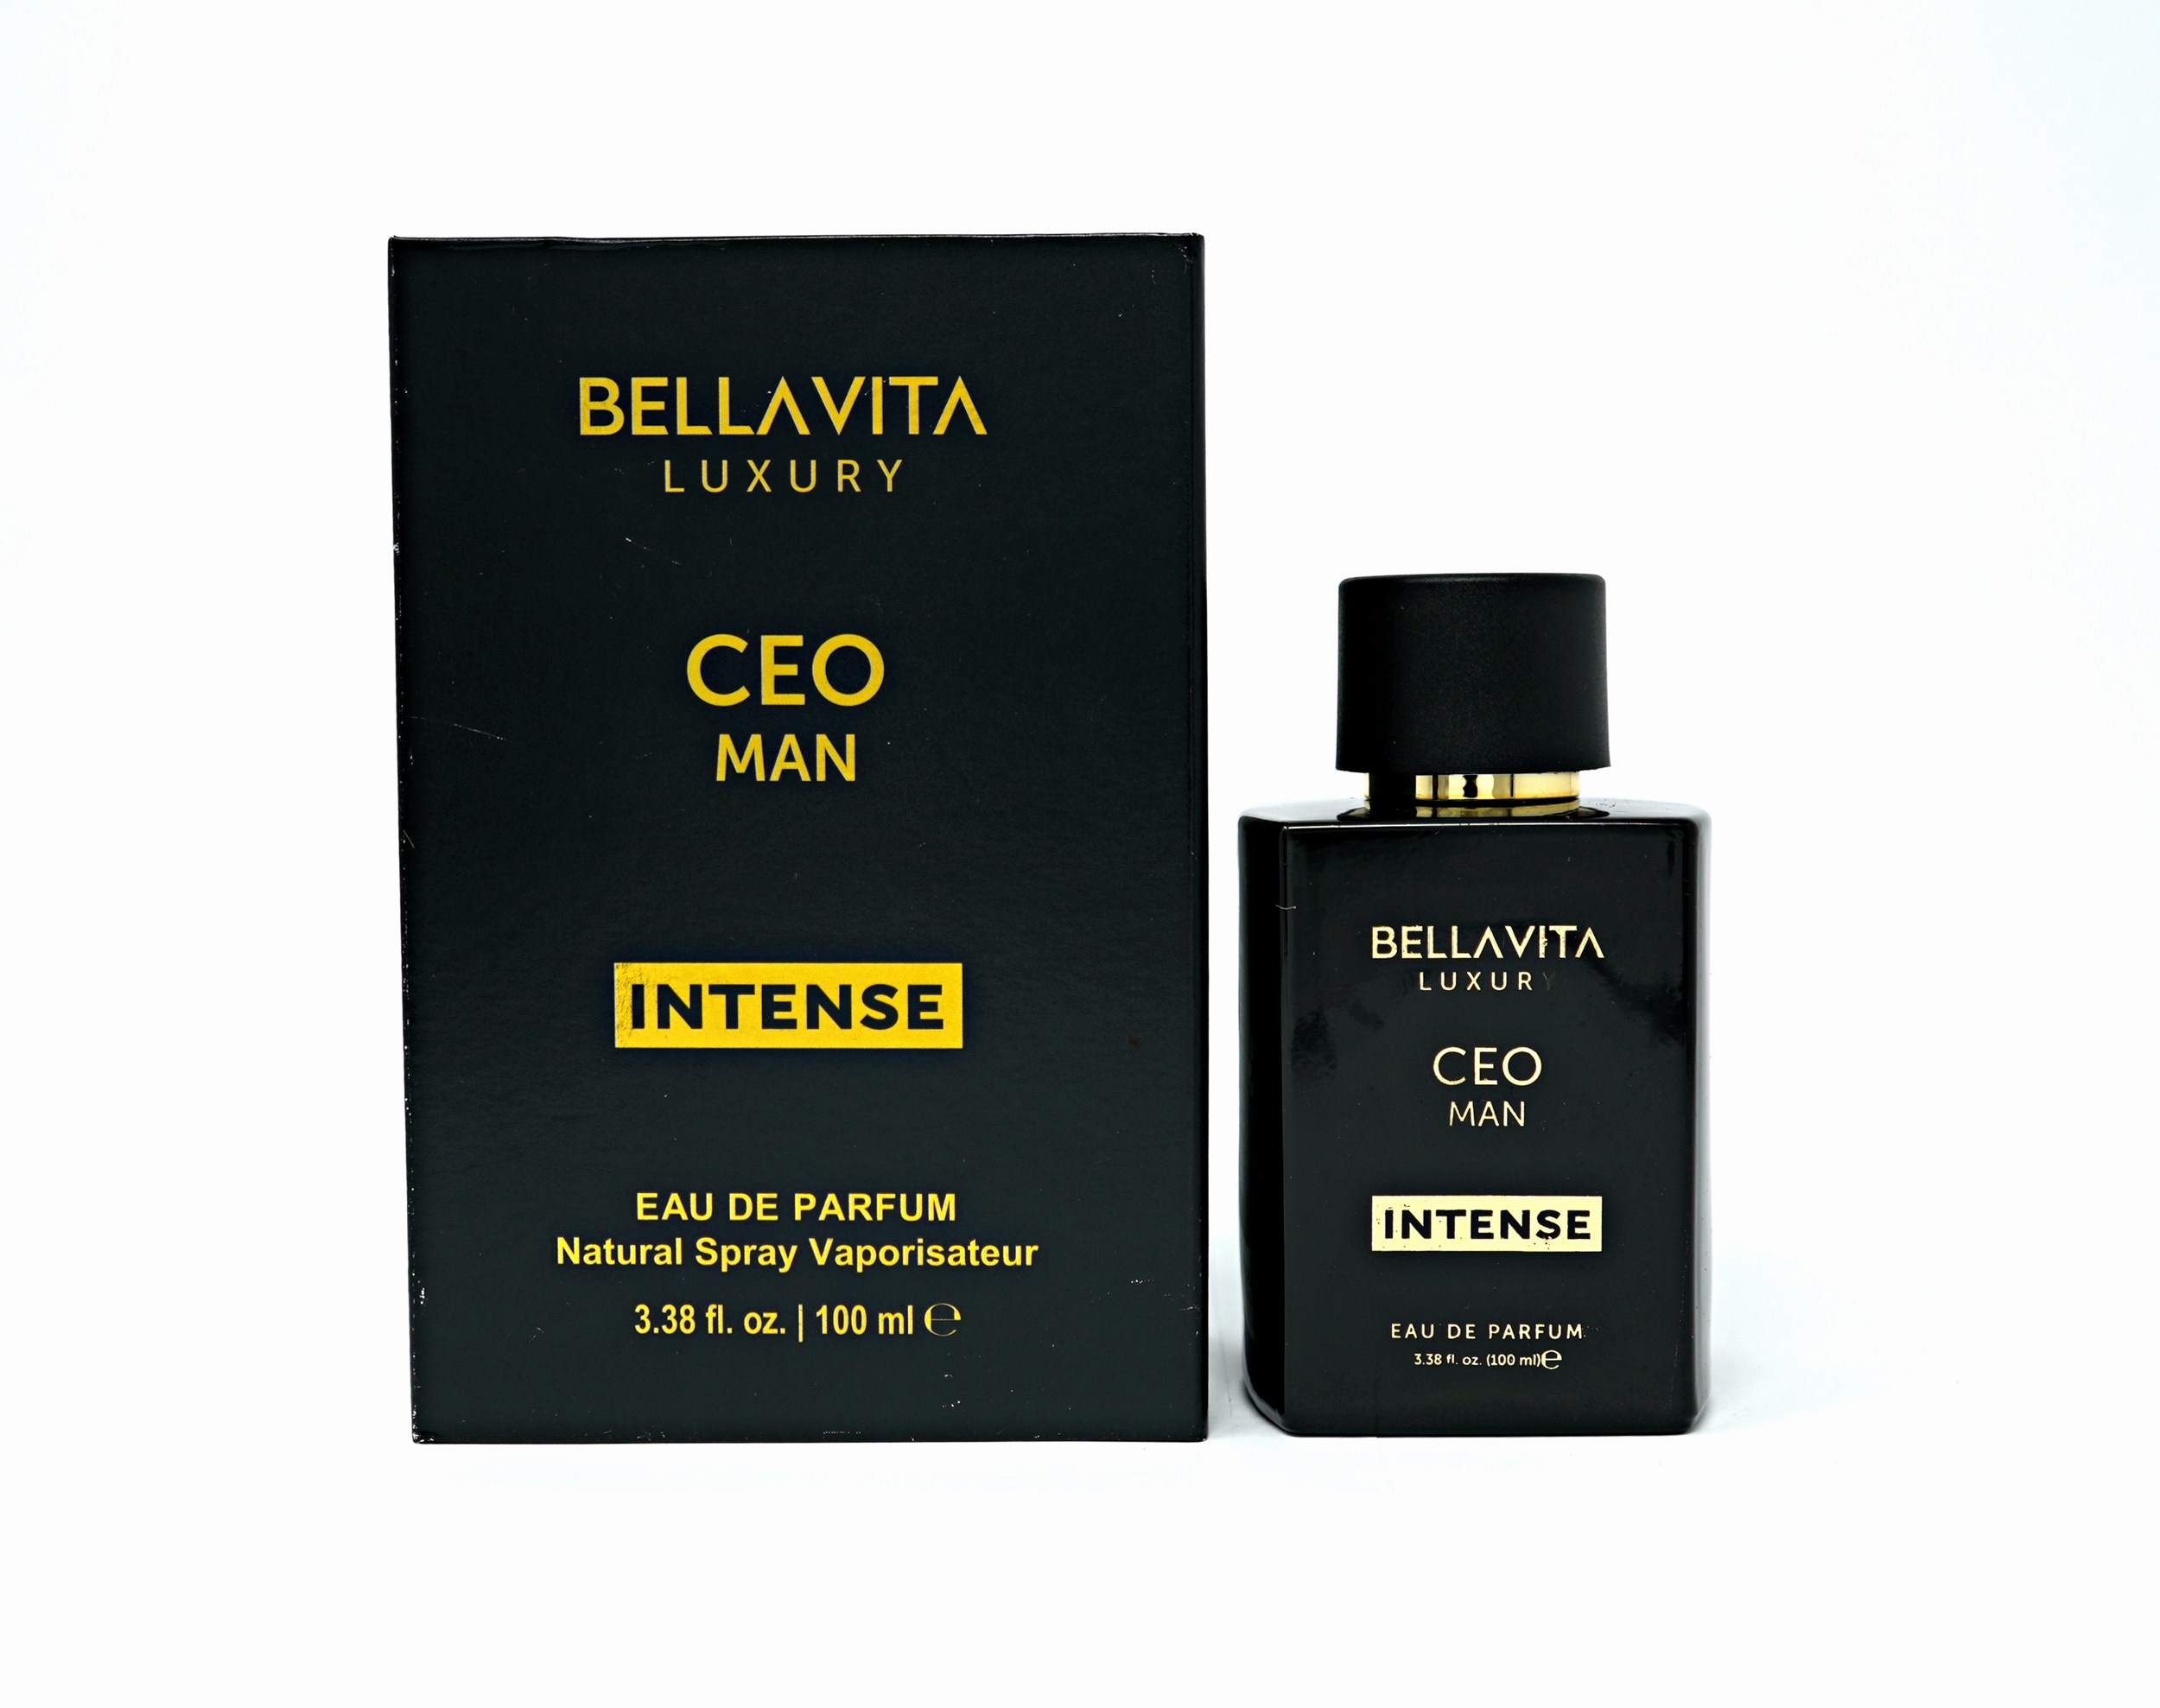 BELLAVITA
LUXURY
CEO
MAN
INTENSE
EAU DE PARFUM
Natural Spray Vaporisateur
3.38 fl. oz. | 100 ml ℮
BELLAVITA
LUXURY
CEO
MAN
INTENSE
EAU DE PARFUM
3.38 fl. oz. (100 ml)℮